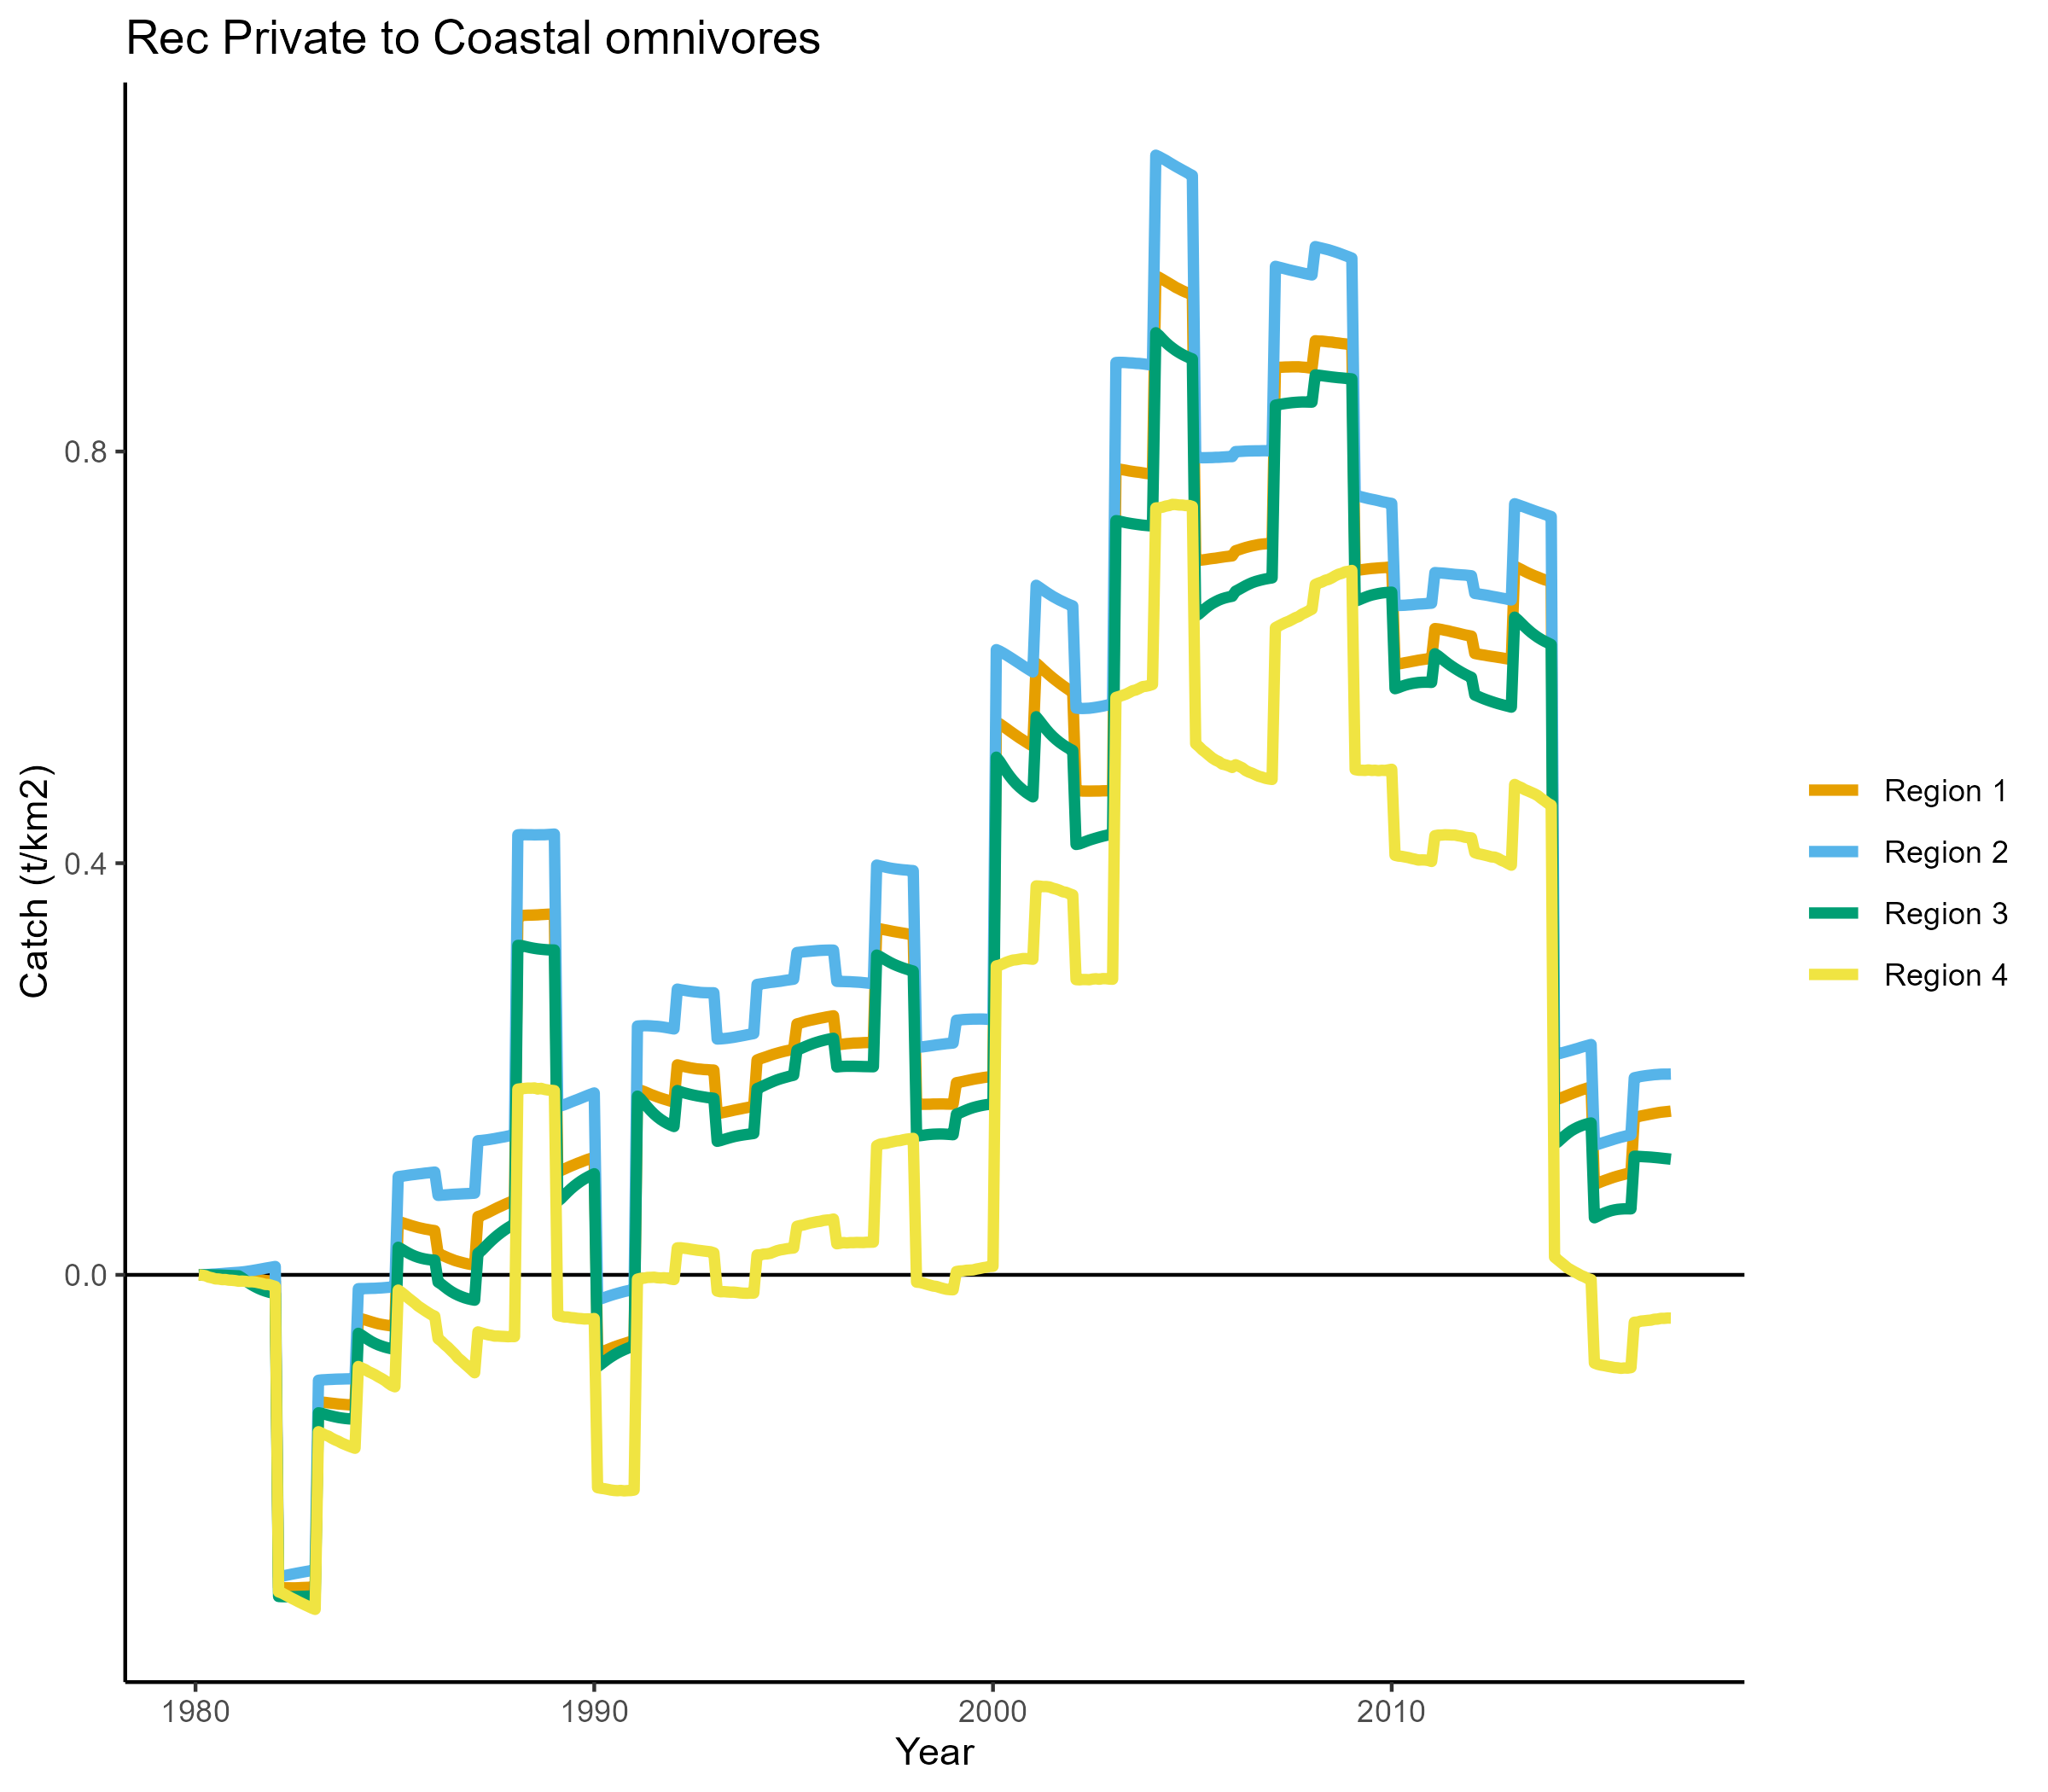 Rec Private to Coastal omnivores
Catch (t/km2)
0.8
0.4
0.0
1980
1990
2000
2010
Year
Region 1
Region 2
Region 3
Region 4